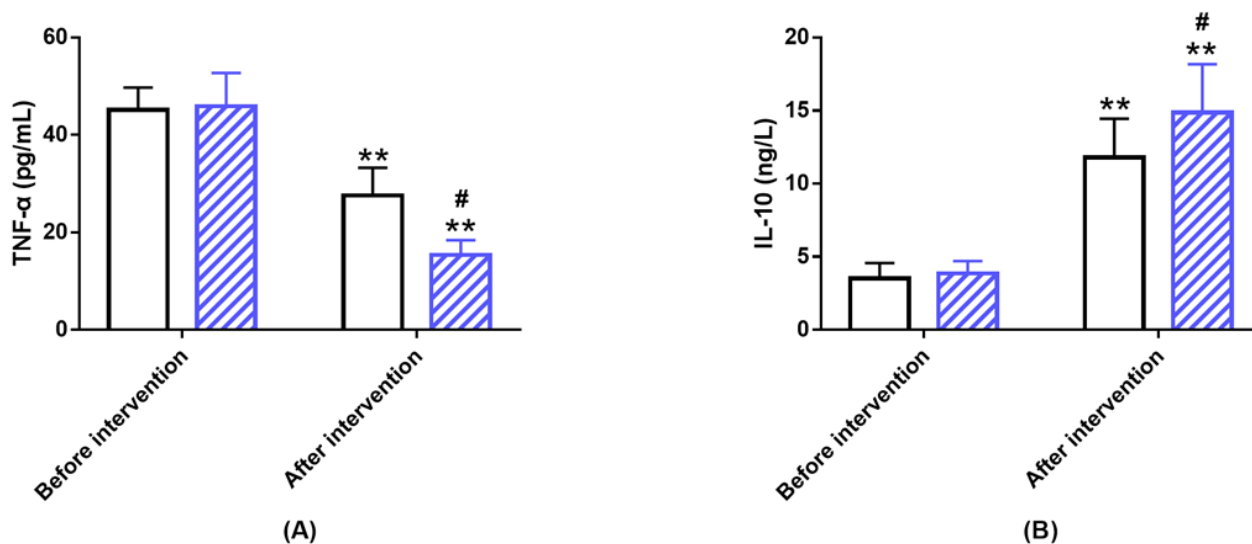 60
40
20
0
TNF-α (pg/mL)
**
#
**
Before intervention
After intervention
(A)
20
15
10
5
0
IL-10 (ng/L)
**
#
**
Before intervention
After intervention
(B)